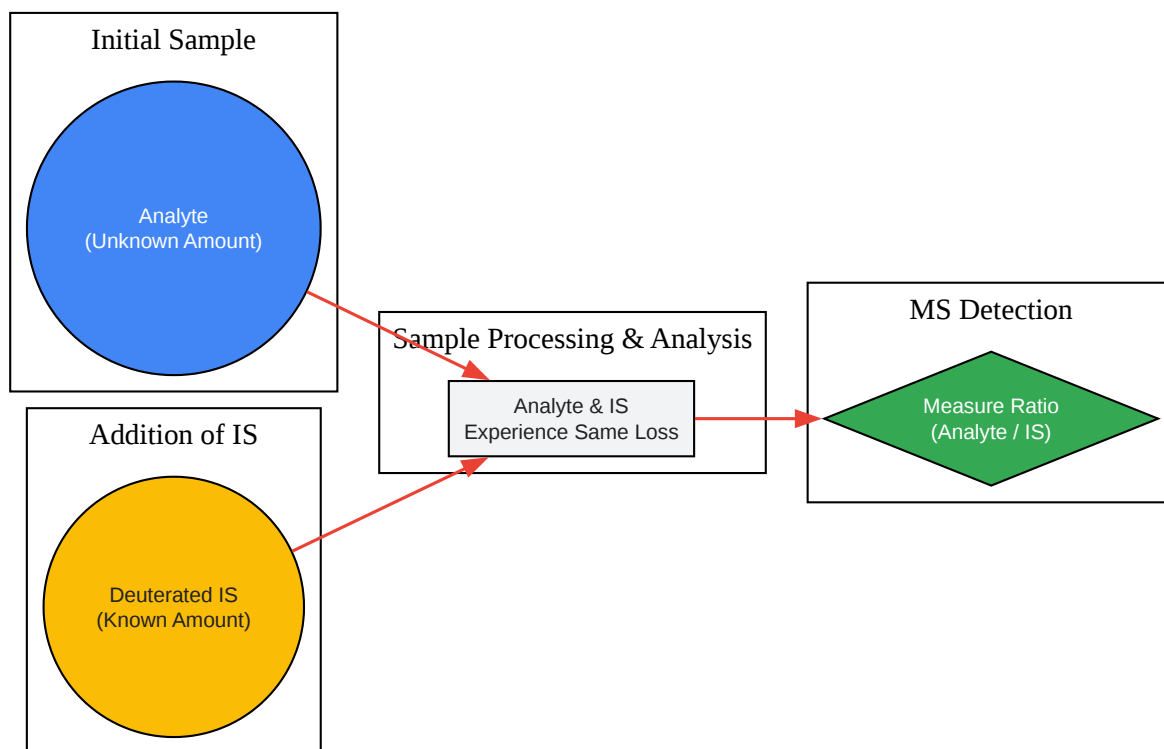 Initial Sample
Analyte
(Unknown Amount)
Addition of IS
Deuterated IS
(Known Amount)
Sample Processing & Analysis
Analyte & IS
Experience Same Loss
MS Detection
Measure Ratio
(Analyte / IS)